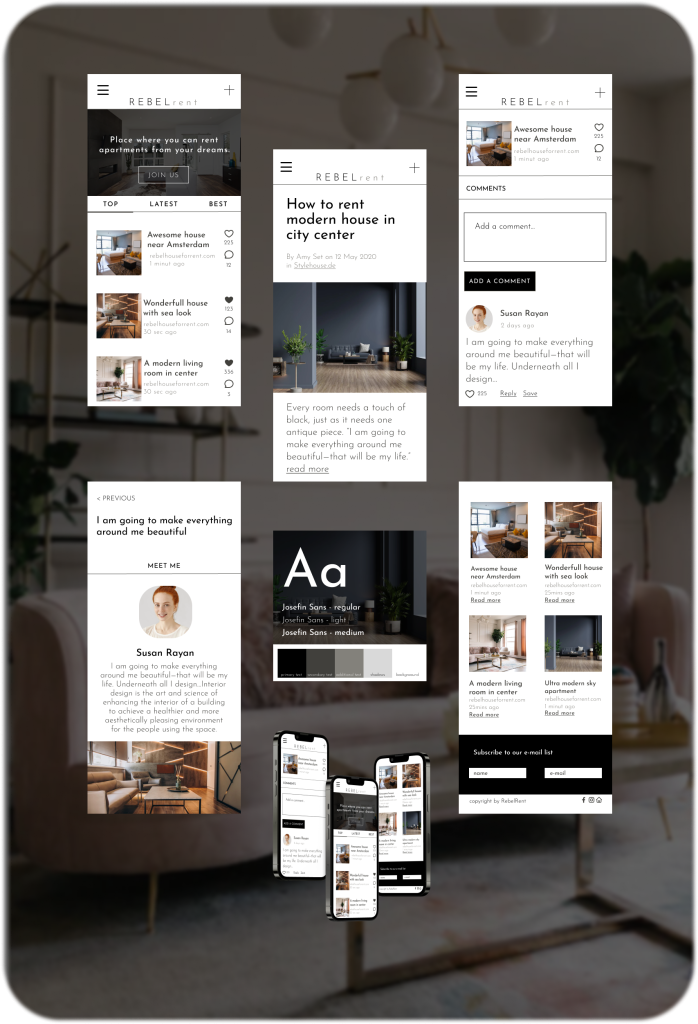 REBELrent
Place where you can rent
apartments from your dreams.
JOIN US
TOP LATEST BEST
Awesame house
near Amsterdam
rebelhouseforrent.com
1 minut ago
225
12
Wonderfull house
with sea look
rebelhouseforrent.com
30 sec ago
123
14
A modern living
room in center
rebelhouseforrent.com
30 sec ago
336
3
REBELrent
How to rent
modern house in
city center
By Amy Set on 12 May 2020
in Stylehouse.de
Every room needs a touch of
black, just as it needs one
antique piece. “I am going to
make everything around me
beautiful—that will be my life.”
read more
REBELrent
Awesome house
near Amsterdam
rebelhouseforrent.com
1 minut ago
225
12
COMMENTS
Add a comment...
ADD A COMMENT
Susan Rayan
2 days ago
I am going to make everything
around me beautiful—that will
be my life. Underneath all I
design...
225 Reply Save
< PREVIOUS
I am going to make everything
around me beautiful
MEET ME
Susan Rayan
I am going to make everything
around me beautiful—that will be my
life. Underneath all I design...Interior
design is the art and science of
enhancing the interior of a building
to achieve a healthier and more
aesthetically pleasing environment
for the people using the space.
Aa
Josefin Sans - regular
Josefin Sans - light
Josefin Sans - medium
Awesome house
near Amsterdam
rebelhouseforrent.com
1 minut ago
Read more
Wonderfull house
with sea look
rebelhouseforrent.com
25mins ago
Read more
A modern living
room in center
rebelhouseforrent.com
25mins ago
Read more
Ultra modern sky
apartment
rebelhouseforrent.com
1 minut ago
Read more
Subscribe to our e-mail list
name e-mail
copyright by RebelRent